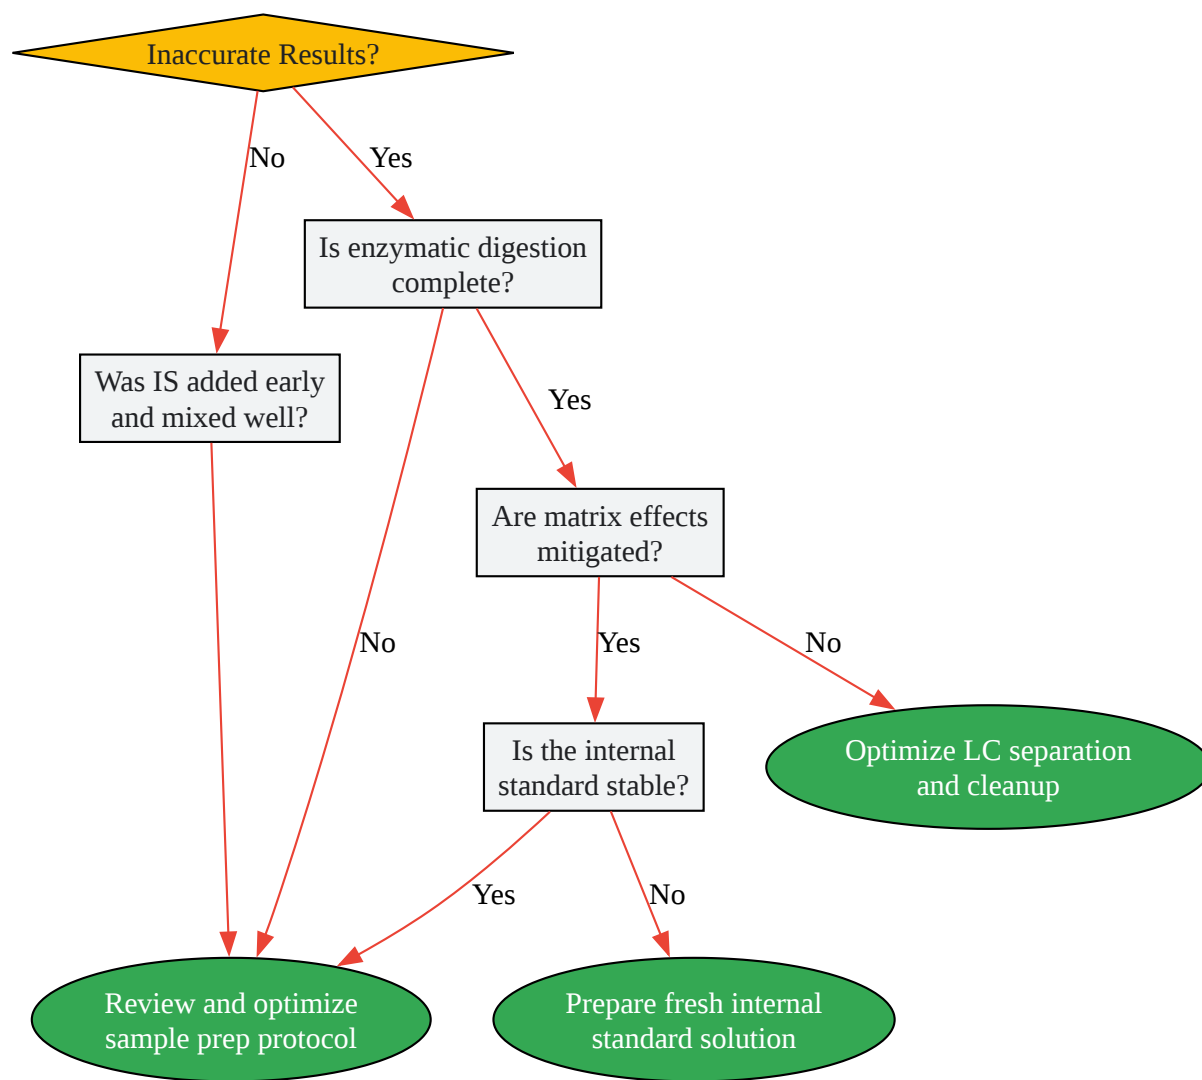 Inaccurate Results?
No
Yes
Is enzymatic digestion
complete?
Was IS added early
and mixed well?
Yes
Are matrix effects
mitigated?
No
Yes
No
Is the internal
standard stable?
Optimize LC separation
and cleanup
Yes
No
Review and optimize
sample prep protocol
Prepare fresh internal
standard solution